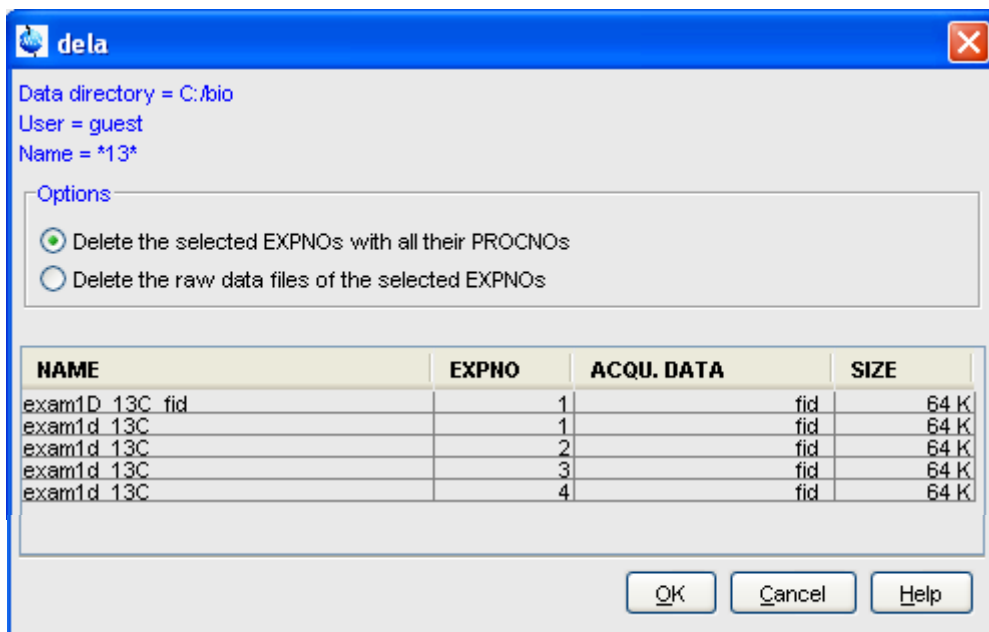 dela
Data directory = C:/bio
User = guest
Name = *13*
Options
Delete the selected EXPNOs with all their PROCNOs
Delete the raw data files of the selected EXPNOs
NAME EXPNO ACQU. DATA SIZE
exam1D_13C_fid 1 fid 64 K
exam1d_13C 1 fid 64 K
exam1d_13C 2 fid 64 K
exam1d_13C 3 fid 64 K
exam1d_13C 4 fid 64 K
OK Cancel Help